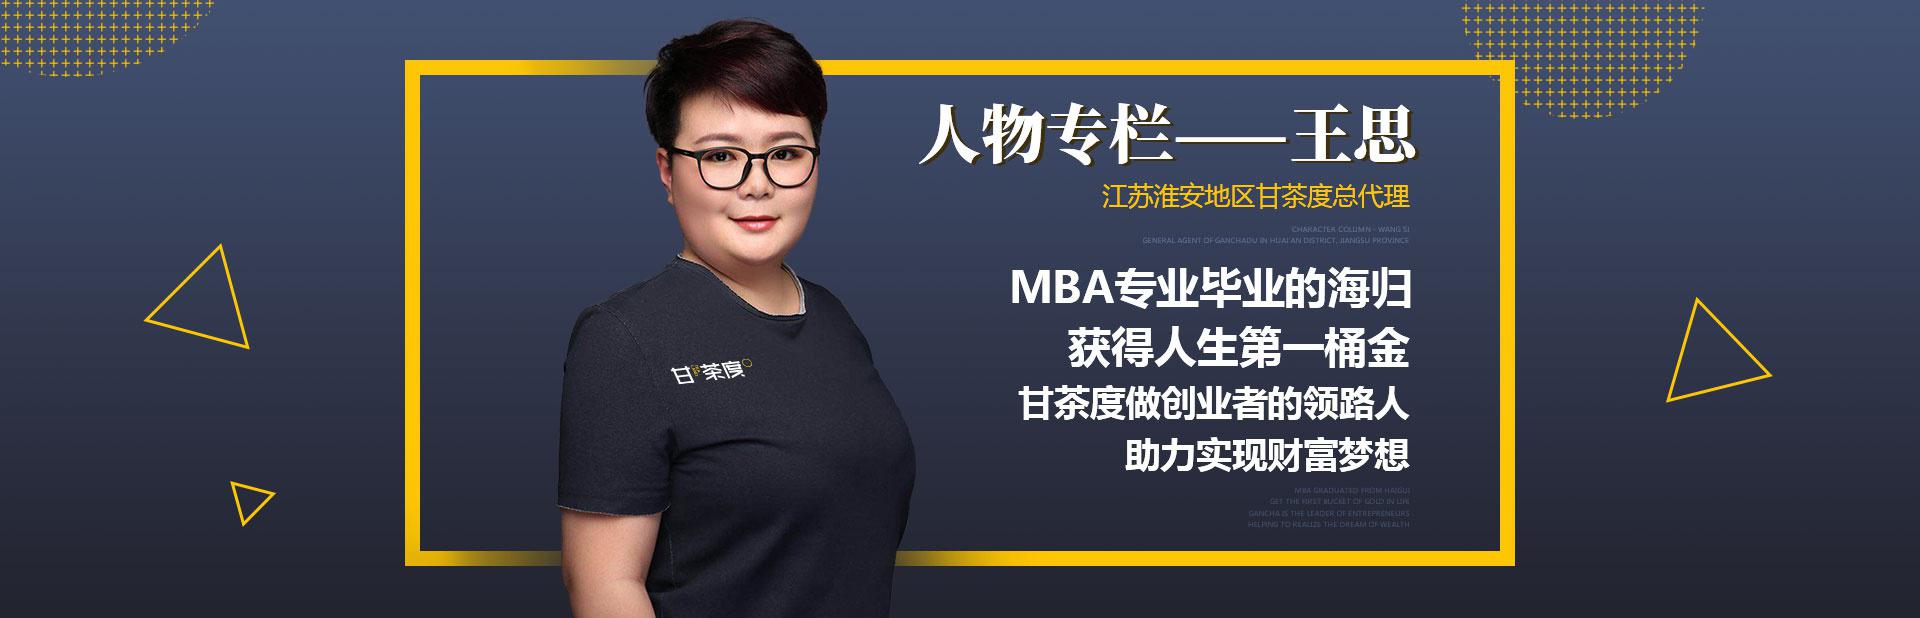 人物专栏——王思
江苏淮安地区甘茶度总代理
CHARACTER COLUMN - WANG SI
GENERAL AGENT OF GANCHADU IN HUAI'AN DISTRICT, JIANGSU PROVINCE
MBA专业毕业的海归
获得人生第一桶金
甘茶度做创业者的领路人
助力实现财富梦想
MBA GRADUATED FROM HAIGUI
GET THE FIRST BUCKET OF GOLD IN LIFE
GANCHA IS THE LEADER OF ENTREPRENEURS
HELPING TO REALIZE THE DREAM OF WEALTH
甘茶度